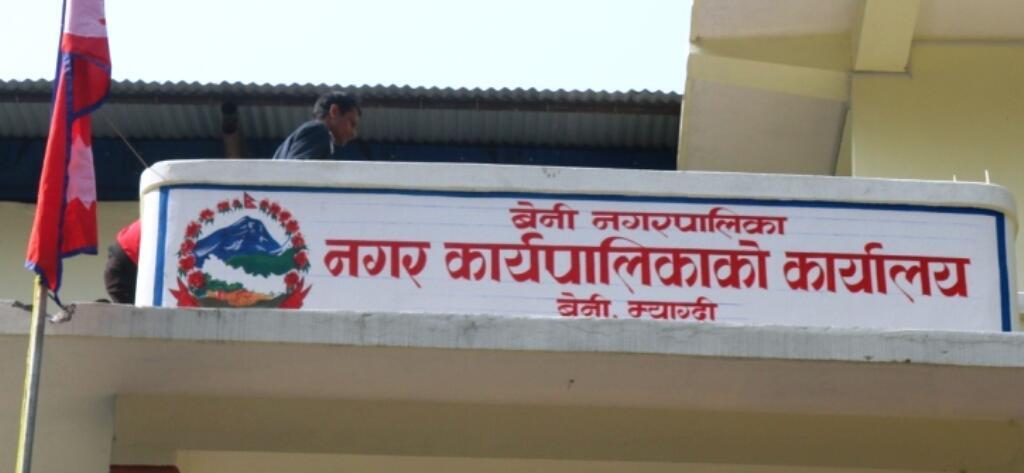 बेनी नगरपालिका
नगर कार्यपालिकाको कार्यालय
बेनी, म्याग्दी